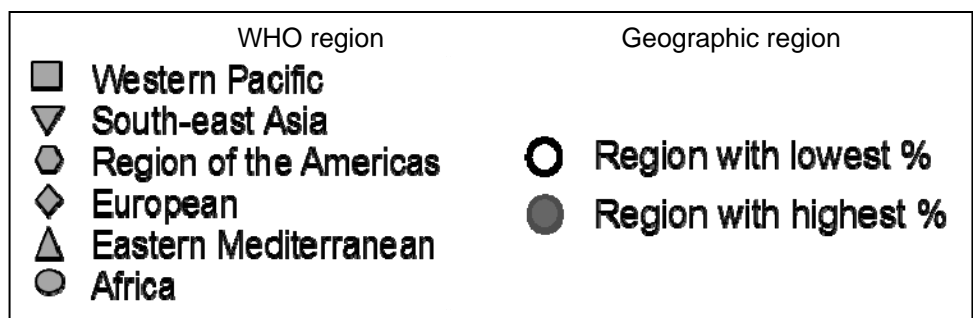 WHO region
Western Pacific
South-east Asia
Region of the Americas
European
Eastern Mediterranean
Africa
Geographic region
Region with lowest %
Region with highest %